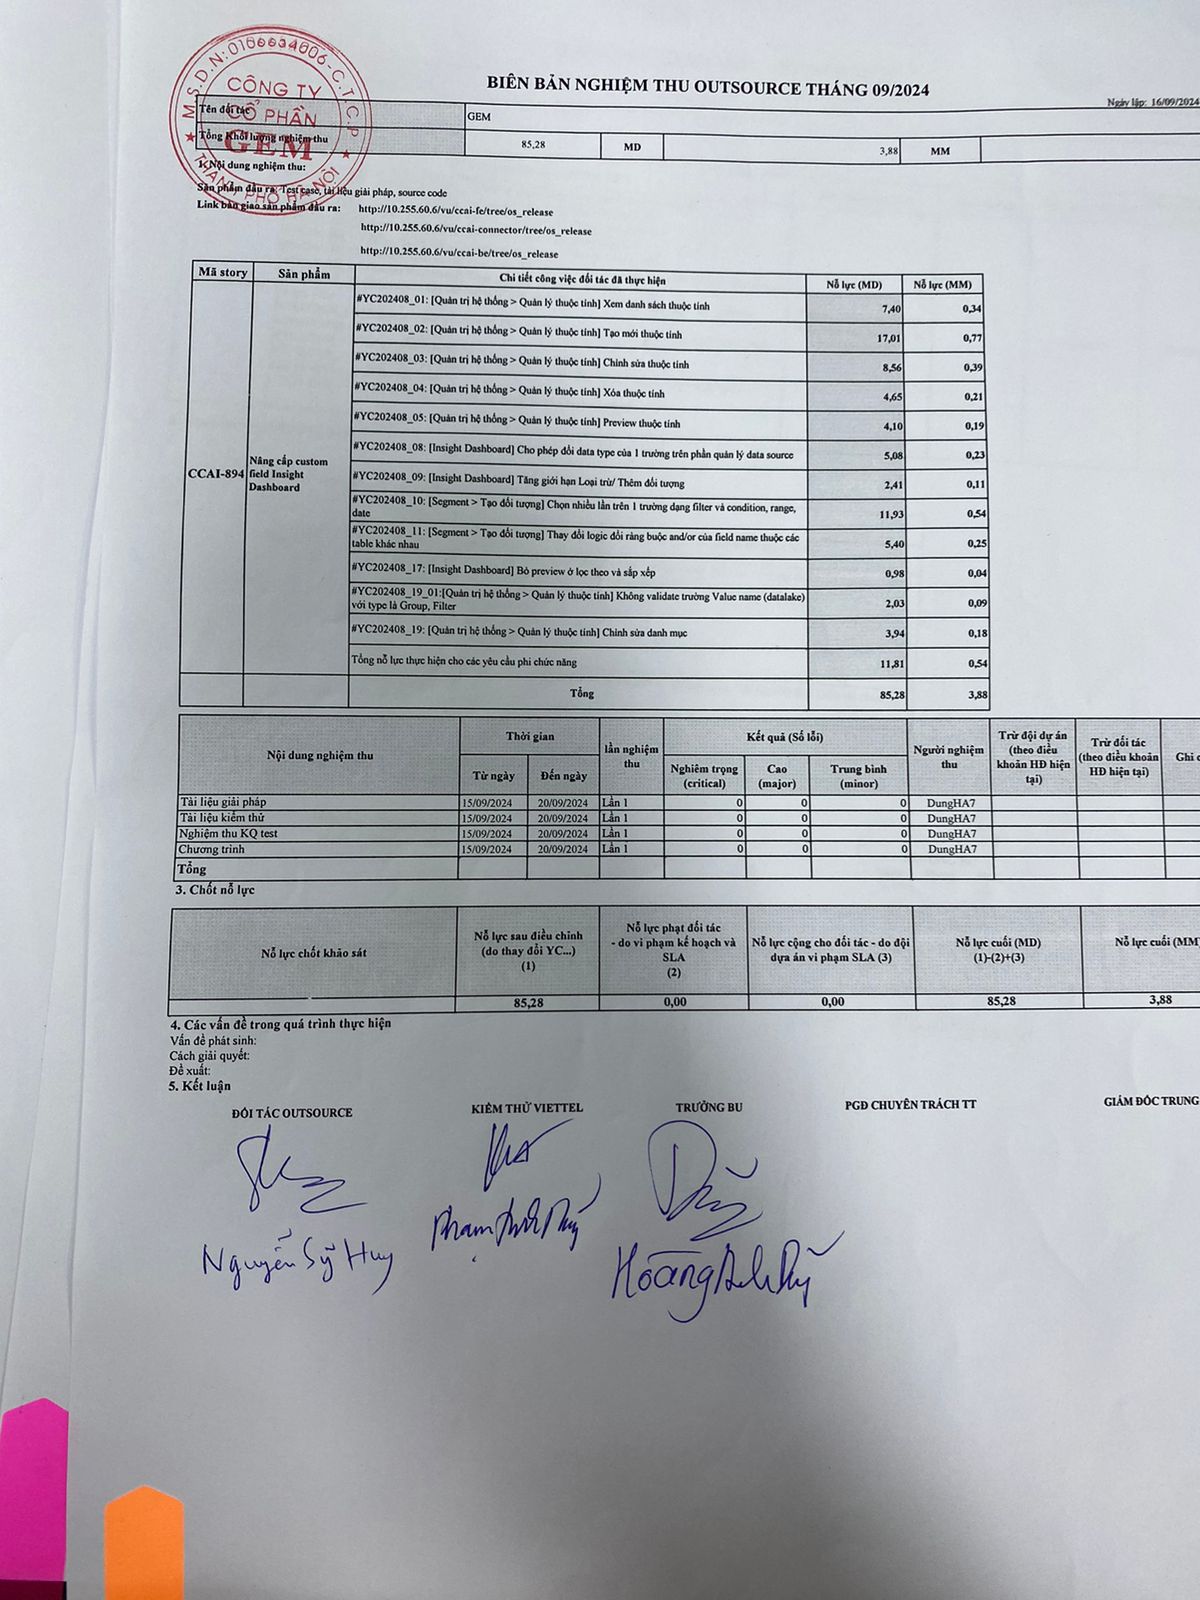 BIÊN BẢN NGHIỆM THU OUTSOURCE THÁNG 09/2024
Ngày lập: 16/09/2024
M.S.D.N:0106634606-C.T.C.P
CÔNG TY
CỔ PHẦN
GEM
THÀNH PHỐ HÀ NỘI
Tên đối tác GEM
Tổng Khối lượng nghiệm thu 85,28 MD 3,88 MM
1. Nội dung nghiệm thu:
Sản phẩm đầu ra: Test case, tài liệu giải pháp, source code
Link bàn giao sản phẩm đầu ra: http://10.255.60.6/vu/ccai-fe/tree/os_release
http://10.255.60.6/vu/ccai-connector/tree/os_release
http://10.255.60.6/vu/ccai-be/tree/os_release
Mã story Sản phẩm Chi tiết công việc đối tác đã thực hiện Nỗ lực (MD) Nỗ lực (MM)
CCAI-894 Nâng cấp custom field Insight Dashboard
#YC202408_01: [Quản trị hệ thống > Quản lý thuộc tính] Xem danh sách thuộc tính 7,40 0,34
#YC202408_02: [Quản trị hệ thống > Quản lý thuộc tính] Tạo mới thuộc tính 17,01 0,77
#YC202408_03: [Quản trị hệ thống > Quản lý thuộc tính] Chỉnh sửa thuộc tính 8,56 0,39
#YC202408_04: [Quản trị hệ thống > Quản lý thuộc tính] Xóa thuộc tính 4,65 0,21
#YC202408_05: [Quản trị hệ thống > Quản lý thuộc tính] Preview thuộc tính 4,10 0,19
#YC202408_08: [Insight Dashboard] Cho phép đổi data type của 1 trường trên phần quản lý data source 5,08 0,23
#YC202408_09: [Insight Dashboard] Tăng giới hạn Loại trừ/ Thêm đối tượng 2,41 0,11
#YC202408_10: [Segment > Tạo đối tượng] Chọn nhiều lần trên 1 trường dạng filter và condition, range,
date 11,93 0,54
#YC202408_11: [Segment > Tạo đối tượng] Thay đổi logic đổi ràng buộc and/or của field name thuộc các
table khác nhau 5,40 0,25
#YC202408_17: [Insight Dashboard] Bỏ preview ở lọc theo và sắp xếp 0,98 0,04
#YC202408_19_01:[Quản trị hệ thống > Quản lý thuộc tính] Không validate trường Value name (datalake)
với type là Group, Filter 2,03 0,09
#YC202408_19: [Quản trị hệ thống > Quản lý thuộc tính] Chỉnh sửa danh mục 3,94 0,18
Tổng nỗ lực thực hiện cho các yêu cầu phi chức năng 11,81 0,54
Tổng 85,28 3,88
Nội dung nghiệm thu Thời gian lần nghiệm thu Kết quả (Số lỗi) Người nghiệm thu Trừ đội dự án (theo điều khoản HĐ hiện tại) Trừ đối tác (theo điều khoản HĐ hiện tại) Ghi
Từ ngày Đến ngày Nghiêm trọng (critical) Cao (major) Trung bình (minor)
Tài liệu giải pháp 15/09/2024 20/09/2024 Lần 1 0 0 0 DungHA7
Tài liệu kiểm thử 15/09/2024 20/09/2024 Lần 1 0 0 0 DungHA7
Nghiệm thu KQ test 15/09/2024 20/09/2024 Lần 1 0 0 0 DungHA7
Chương trình 15/09/2024 20/09/2024 Lần 1 0 0 0 DungHA7
Tổng
3. Chốt nỗ lực
Nỗ lực chốt khảo sát Nỗ lực sau điều chỉnh (do thay đổi YC...) (1) Nỗ lực phạt đối tác - do vi phạm kế hoạch và SLA (2) Nỗ lực cộng cho đối tác - do đội dựa án vi phạm SLA (3) Nỗ lực cuối (MD) (1)-(2)+(3) Nỗ lực cuối (MM)
85,28 0,00 0,00 85,28 3,88
4. Các vấn đề trong quá trình thực hiện
Vấn đề phát sinh:
Cách giải quyết:
Đề xuất:
5. Kết luận
ĐỐI TÁC OUTSOURCE KIỂM THỬ VIETTEL TRƯỞNG BU PGĐ CHUYÊN TRÁCH TT GIÁM ĐỐC TRUNG
Nguyễn Sỹ Huy